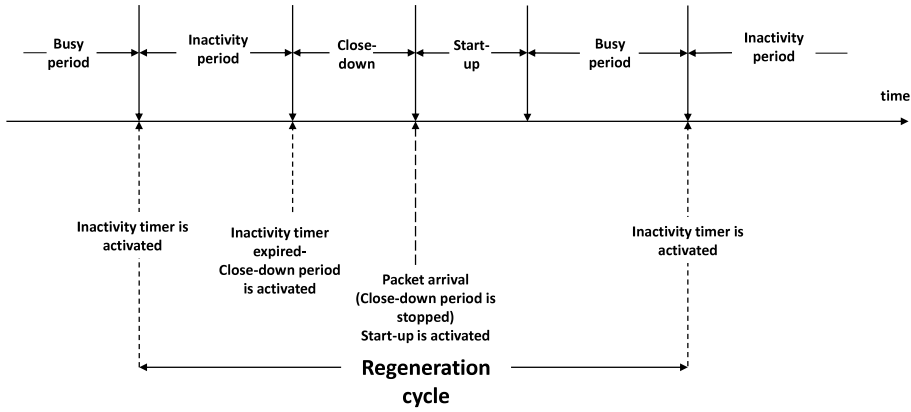 Busy
period
Inactivity
period
Close-
down
Start-
up
Busy
period
Inactivity
period
time
Inactivity timer is
activated
Inactivity timer
expired-
Close-down period
is activated
Packet arrival
(Close-down period is
stopped)
Start-up is activated
Inactivity timer is
activated
Regeneration
cycle